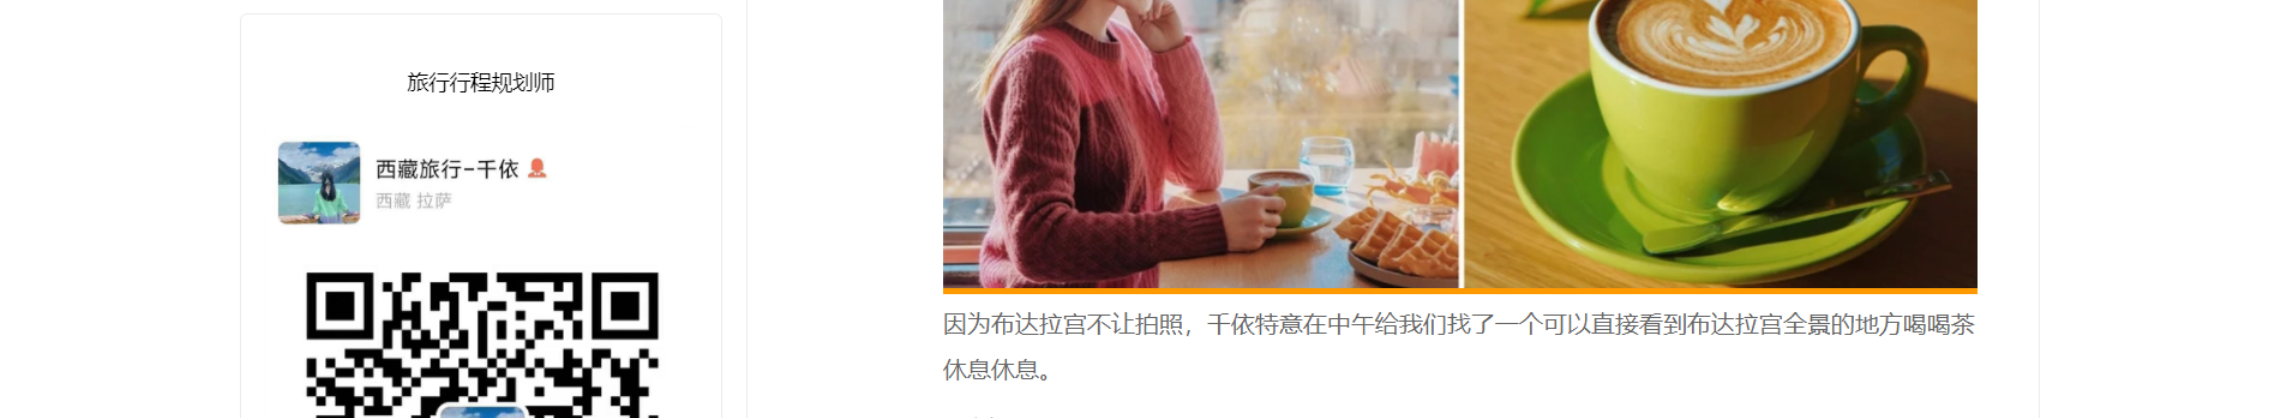 旅行行程规划师
西藏旅行-千依
西藏 拉萨
因为布达拉宫不让拍照，千依特意在中午给我们找了一个可以直接看到布达拉宫全景的地方喝喝茶
休息休息。